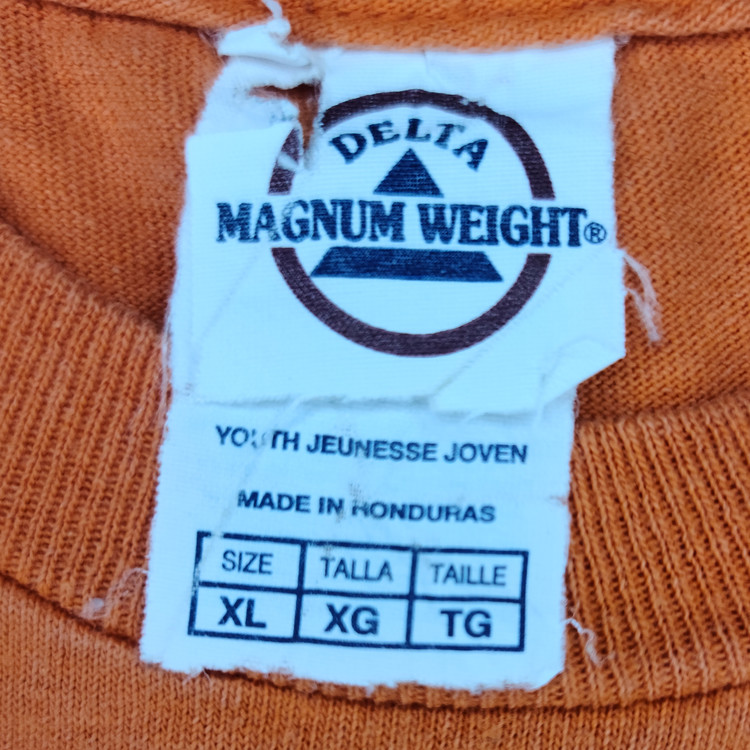 DELTA
MAGNUM WEIGHT®
YOUTH JEUNESSE JOVEN
MADE IN HONDURAS
SIZE TALLA TAILLE
XL XG TG